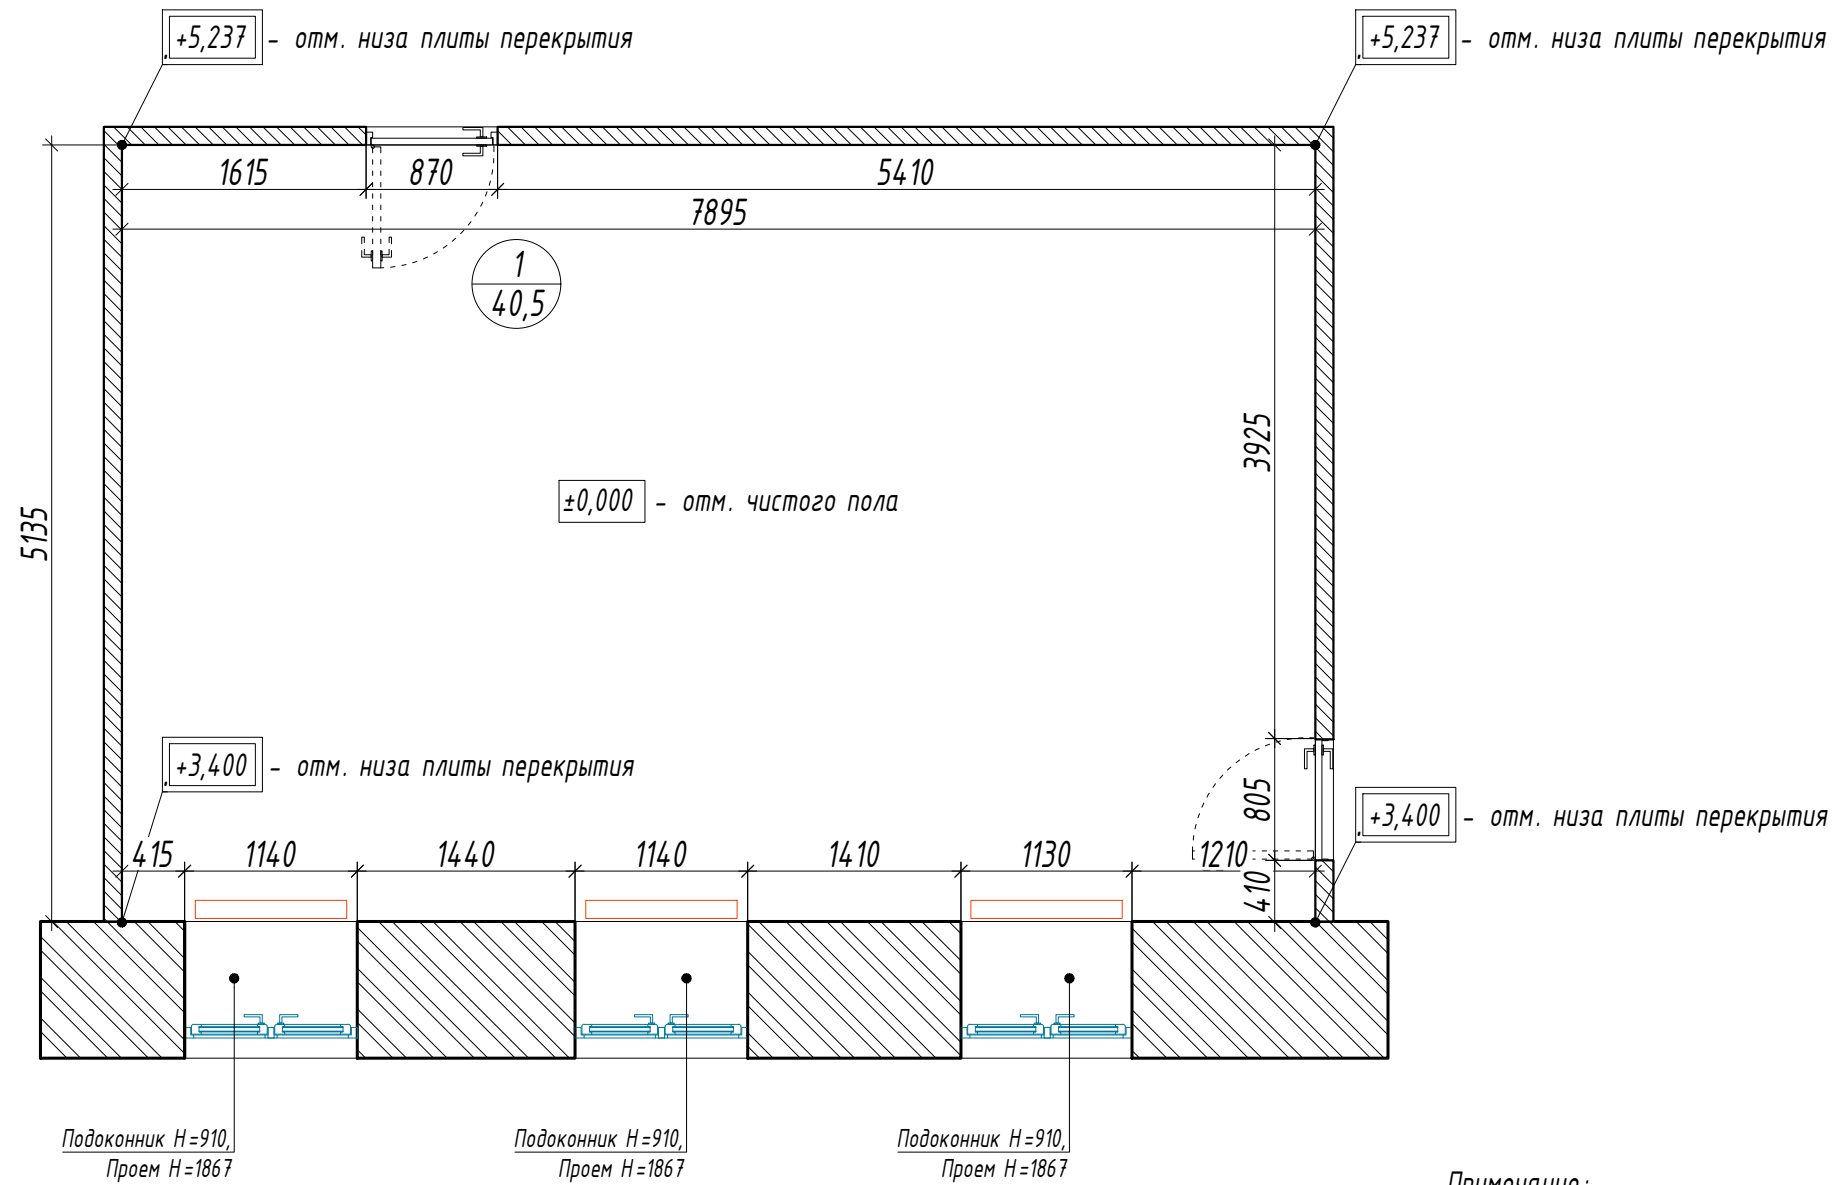 +5,237 - отм. низа плиты перекрытия
+5,237 - отм. низа плиты перекрытия
1615
870
5410
7895
1
40,5
3925
±0,000 - отм. чистого пола
5135
+3,400 - отм. низа плиты перекрытия
805
+3,400 - отм. низа плиты перекрытия
415
1140
1440
1140
1410
1130
1210
410
Подоконник H=910,
Проем H=1867
Подоконник H=910,
Проем H=1867
Подоконник H=910,
Проем H=1867
Примечание: